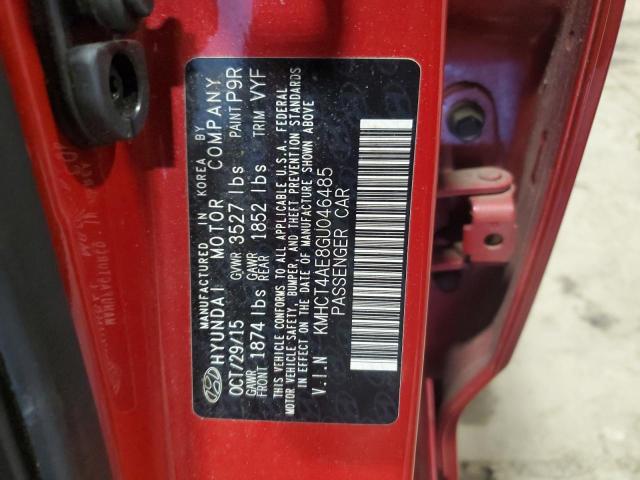 MANUFACTURED IN KOREA BY
HYUNDAI MOTOR COMPANY
OCT/29/15 GVWR 3527 lbs PAINT P9R
GAWR FRONT 1874 lbs GAWR REAR 1852 lbs TRIM VYF
THIS VEHICLE CONFORMS TO ALL APPLICABLE U.S.A. FEDERAL
MOTOR VEHICLE SAFETY, BUMPER, AND THEFT PREVENTION STANDARDS
IN EFFECT ON THE DATE OF MANUFACTURE SHOWN ABOVE
V.I.N KMHCT4AE8GU046485
PASSENGER CAR